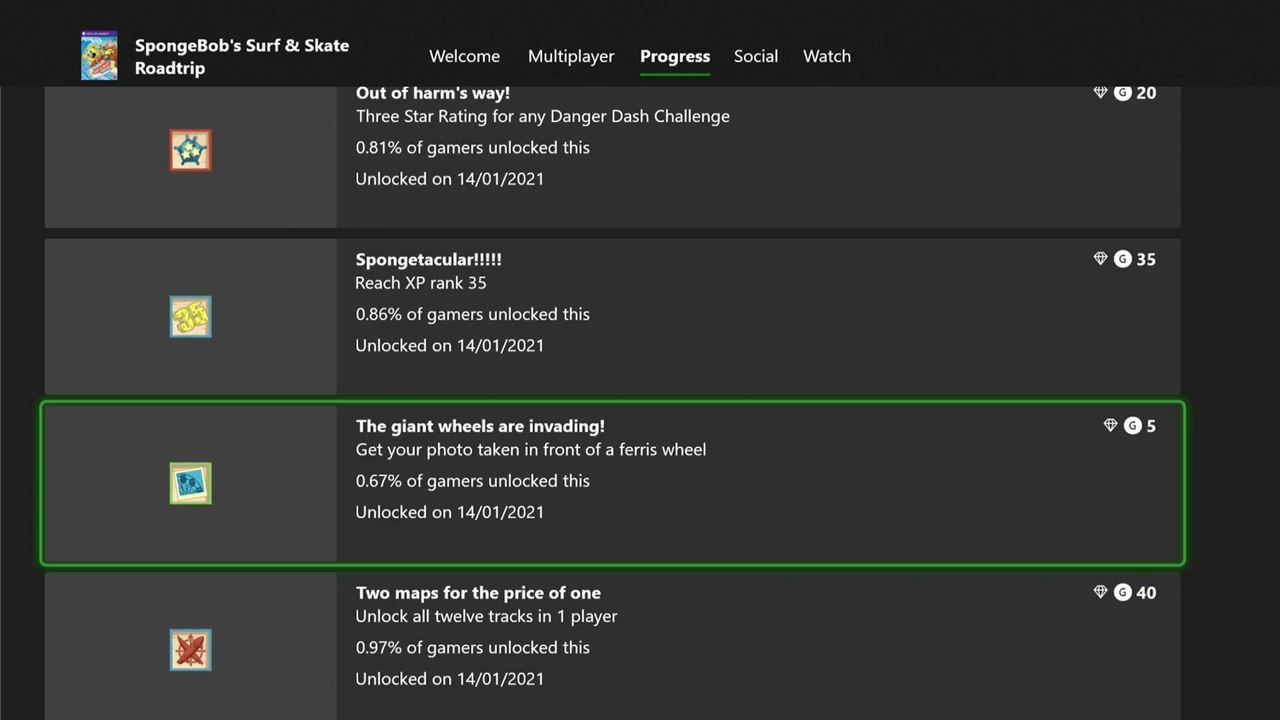 SpongeBob's Surf & Skate
Roadtrip
Welcome
Multiplayer
Progress
Social
Watch
Out of harm's way!
G 20
Three Star Rating for any Danger Dash Challenge
0.81% of gamers unlocked this
Unlocked on 14/01/2021
Spongetacular!!!!!
G 35
Reach XP rank 35
0.86% of gamers unlocked this
Unlocked on 14/01/2021
35
The giant wheels are invading!
G 5
Get your photo taken in front of a ferris wheel
0.67% of gamers unlocked this
Unlocked on 14/01/2021
Two maps for the price of one
G 40
Unlock all twelve tracks in 1 player
0.97% of gamers unlocked this
Unlocked on 14/01/2021